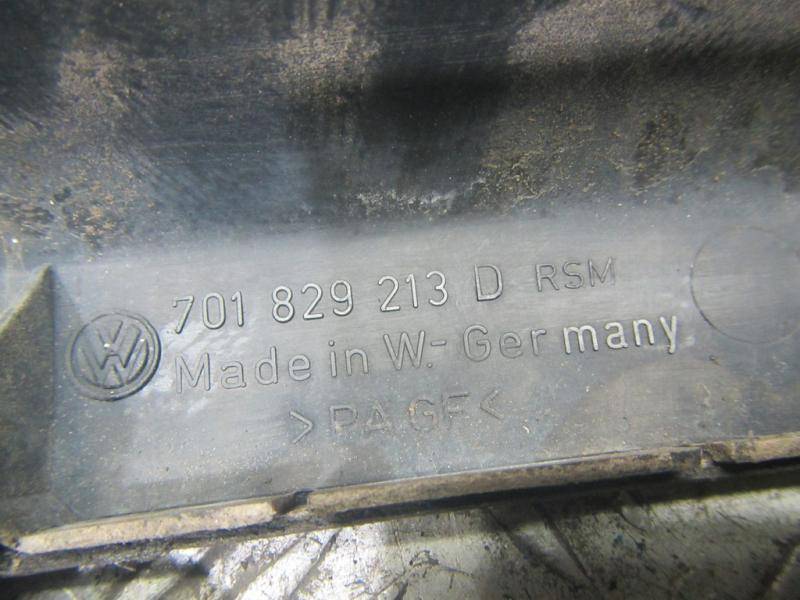 701 829 213 D RSM
Made in W.-Germany
>PA GF<